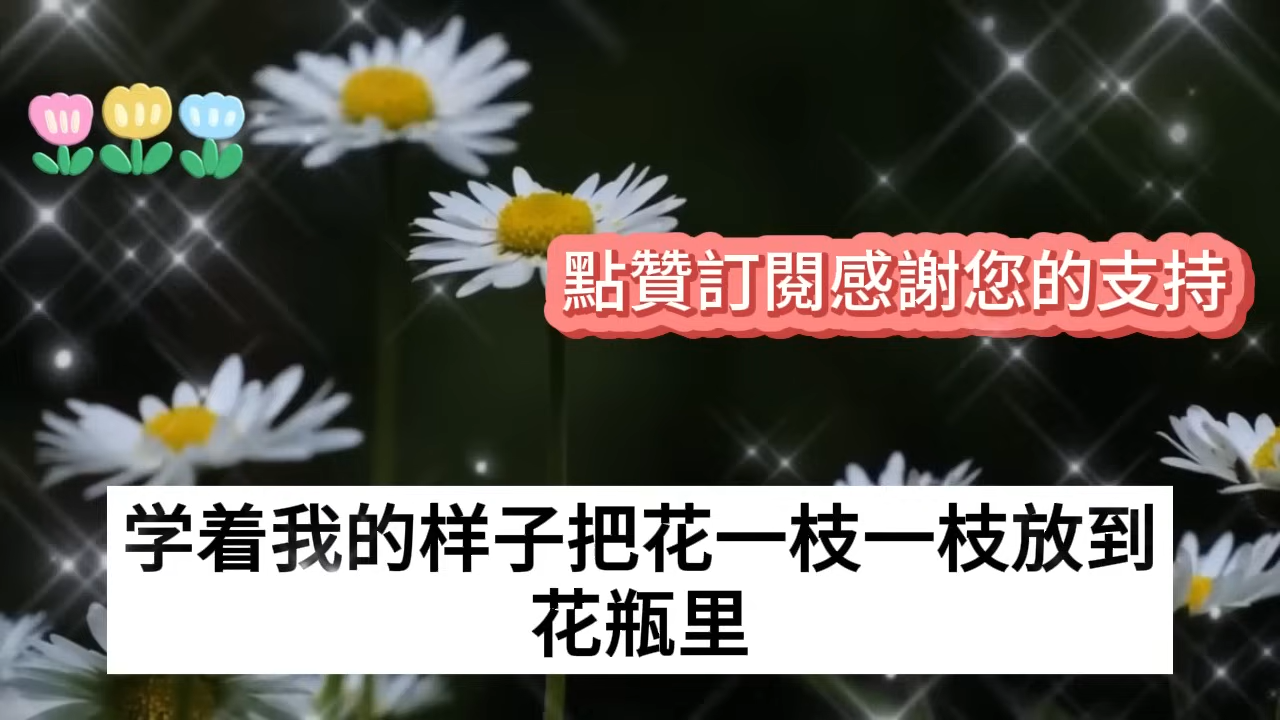 點贊訂閱感謝您的支持
学着我的样子把花一枝一枝放到
花瓶里